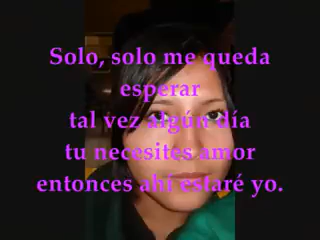 Solo, solo me queda
esperar
tal vez algún día
tu necesites amor
entonces ahí estaré yo.